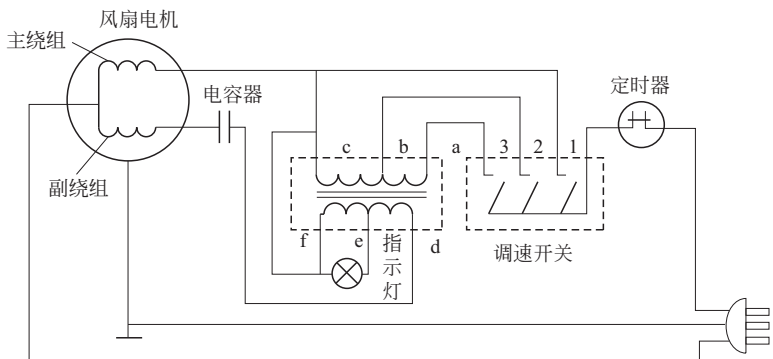 风扇电机
主绕组
电容器
定时器
c b a 3 2 1
副绕组
f e 指示灯 d
调速开关